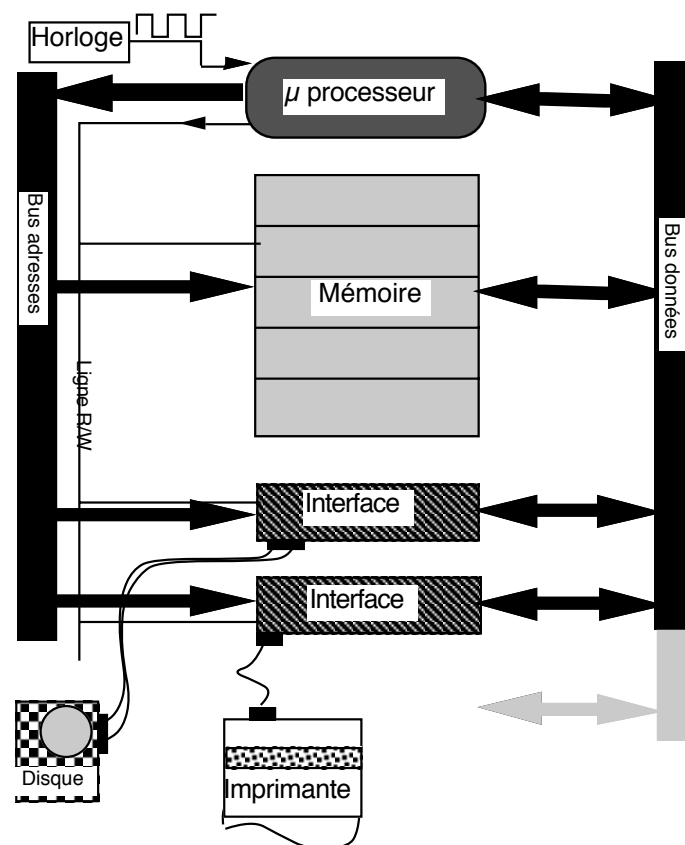 Horloge
µ processeur
Bus adresses
Bus données
Mémoire
Ligne R/W
Interface
Interface
Disque
Imprimante